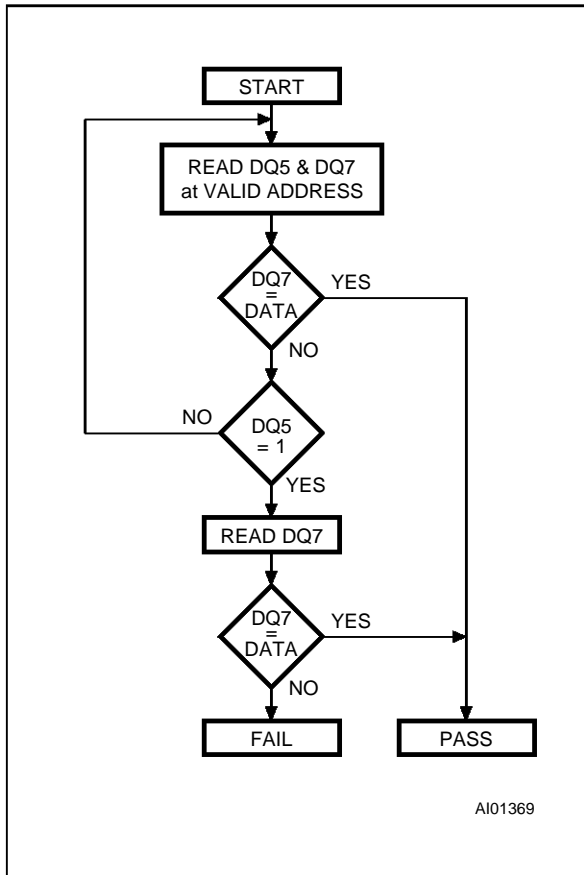 START
READ DQ5 & DQ7
at VALID ADDRESS
DQ7
=
DATA
YES
NO
NO
DQ5
= 1
YES
READ DQ7
DQ7
=
DATA
YES
NO
FAIL
PASS
AI01369